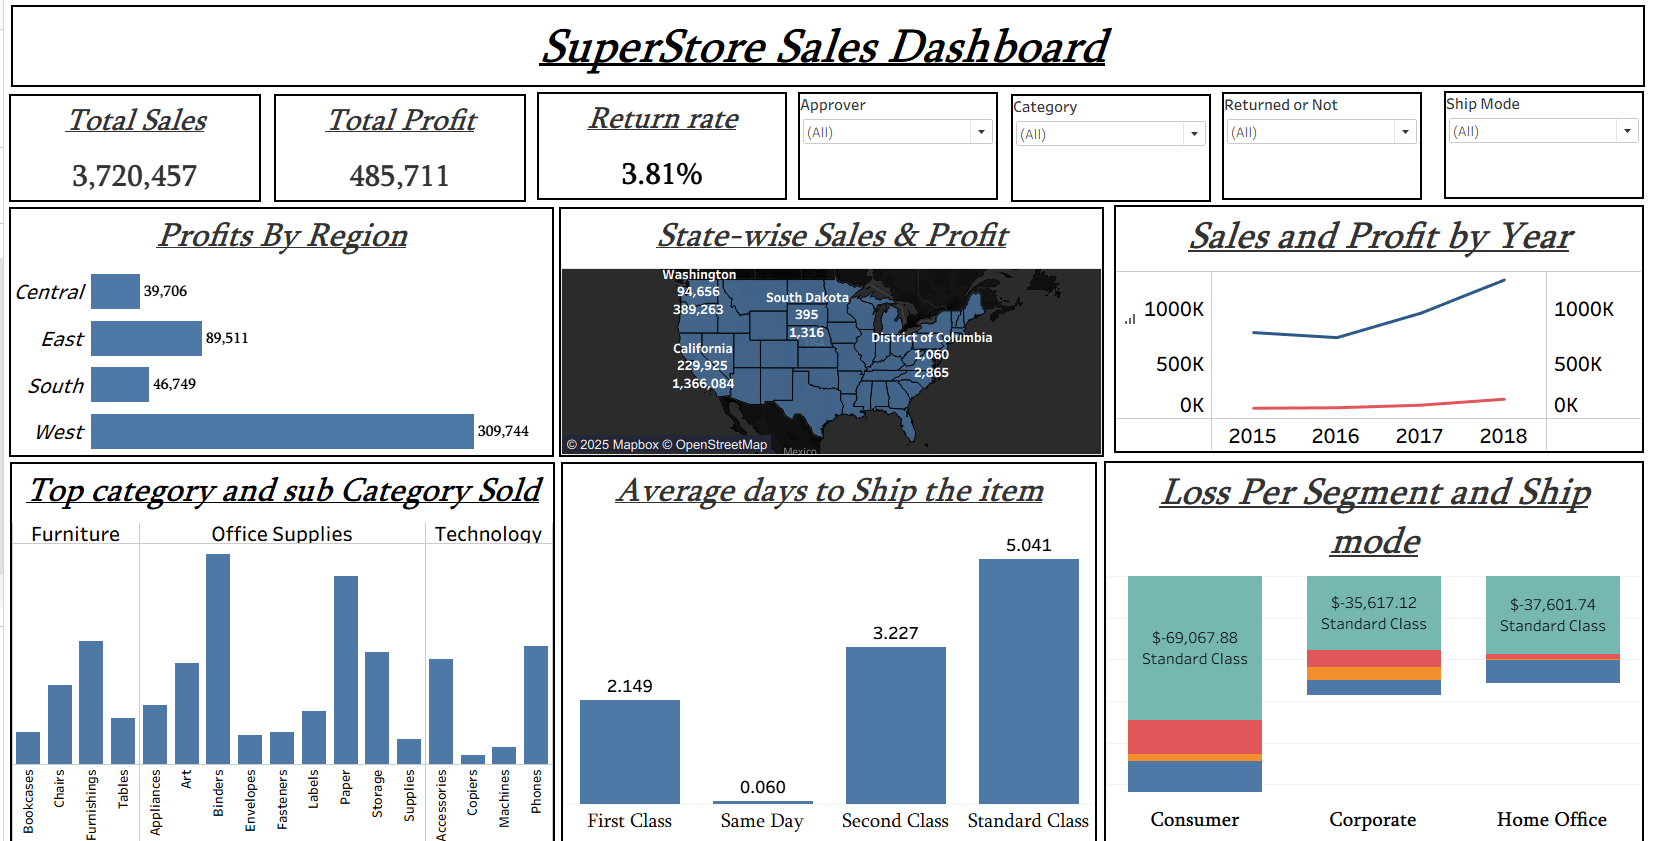 SuperStore Sales Dashboard
Total Sales
3,720,457
Total Profit
485,711
Return rate
3.81%
Approver
(All)
Category
(All)
Returned or Not
(All)
Ship Mode
(All)
Profits By Region
Central
39,706
East
89,511
South
46,749
West
309,744
State-wise Sales & Profit
Washington
94,656
389,263
South Dakota
395
1,316
California
229,925
1,366,084
District of Columbia
1,060
2,865
© 2025 Mapbox © OpenStreetMap
Mexico
Sales and Profit by Year
1000K
500K
0K
1000K
500K
0K
2015 2016 2017 2018
Top category and sub Category Sold
Furniture Office Supplies Technology
Bookcases
Chairs
Furnishings
Tables
Appliances
Art
Binders
Envelopes
Fasteners
Labels
Paper
Storage
Supplies
Accessories
Copiers
Machines
Phones
Average days to Ship the item
2.149
0.060
3.227
5.041
First Class Same Day Second Class Standard Class
Loss Per Segment and Ship
mode
$-69,067.88
Standard Class
$-35,617.12
Standard Class
$-37,601.74
Standard Class
Consumer Corporate Home Office